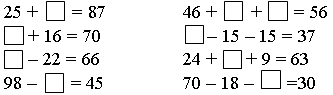 25 + □ = 87 46 + □ + □ = 56
□ + 16 = 70 □ – 15 – 15 = 37
□ – 22 = 66 24 + □ + 9 = 63
98 – □ = 45 70 – 18 – □ =30